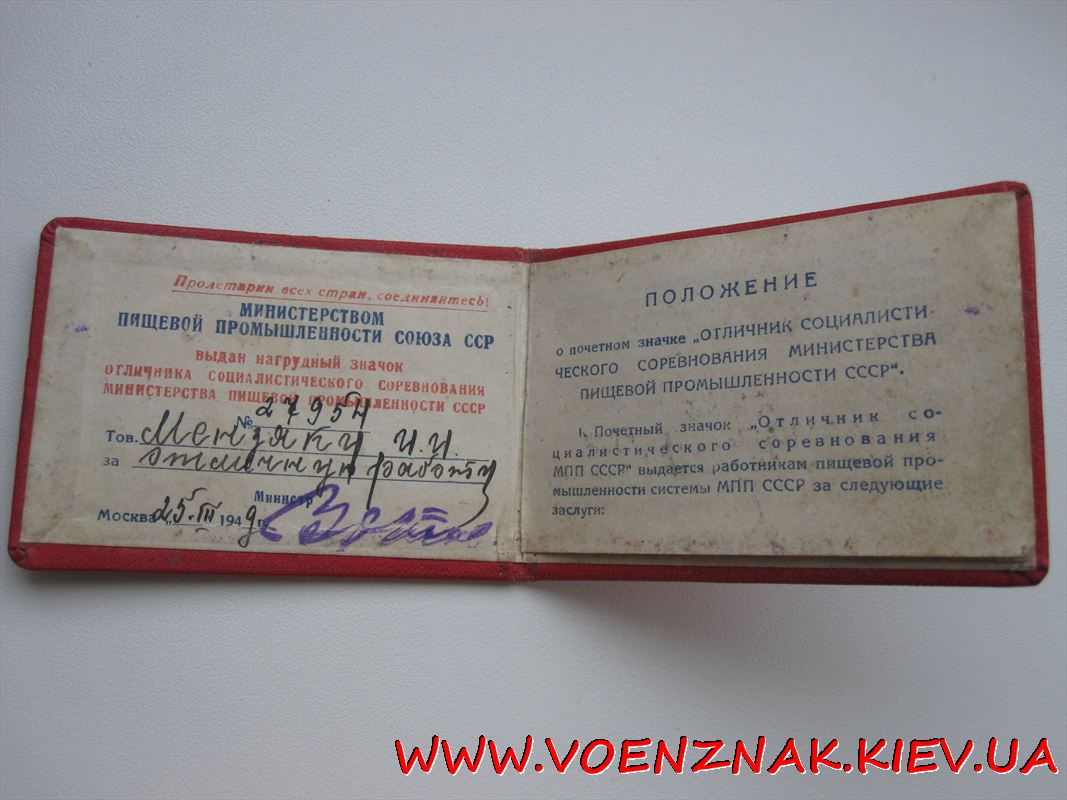 Пролетарии всех стран, соединяйтесь!
МИНИСТЕРСТВОМ
ПИЩЕВОЙ ПРОМЫШЛЕННОСТИ СОЮЗА ССР
выдан нагрудный значок
ОТЛИЧНИКА СОЦИАЛИСТИЧЕСКОГО СОРЕВНОВАНИЯ
МИНИСТЕРСТВА ПИЩЕВОЙ ПРОМЫШЛЕННОСТИ СССР
№ 27954
Тов. Мензяку И.И.
за отличную работу
Министр
Москва „25" III 1949 г.
ПОЛОЖЕНИЕ
о почетном значке „ОТЛИЧНИК СОЦИАЛИСТИ-
ЧЕСКОГО СОРЕВНОВАНИЯ МИНИСТЕРСТВА
ПИЩЕВОЙ ПРОМЫШЛЕННОСТИ СССР".
1. Почетный значок „Отличник со-
циалистического соревнования
МПП СССР" выдается работникам пищевой про-
мышленности системы МПП СССР за следующие
заслуги:
WWW.VOENZNAK.KIEV.UA